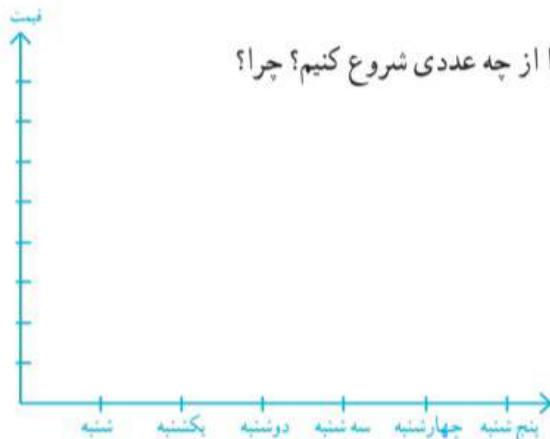 قیمت
از چه عددی شروع کنیم؟ چرا؟
شنبه یکشنبه دوشنبه سه شنبه چهارشنبه پنج شنبه